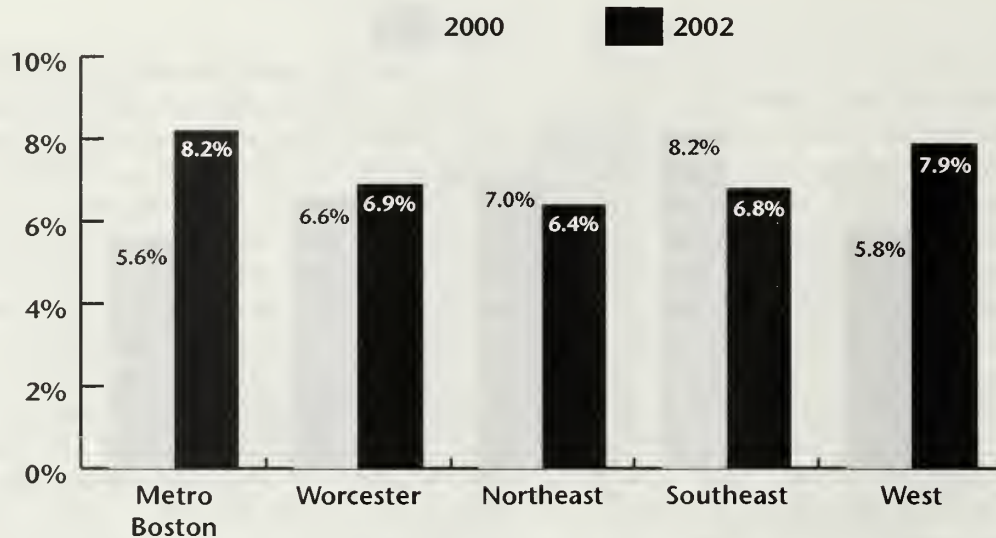 2000 2002
10%
8%
6%
4%
2%
0%
5.6% 8.2%
6.6% 6.9%
7.0% 6.4%
8.2% 6.8%
5.8% 7.9%
Metro Boston
Worcester
Northeast
Southeast
West